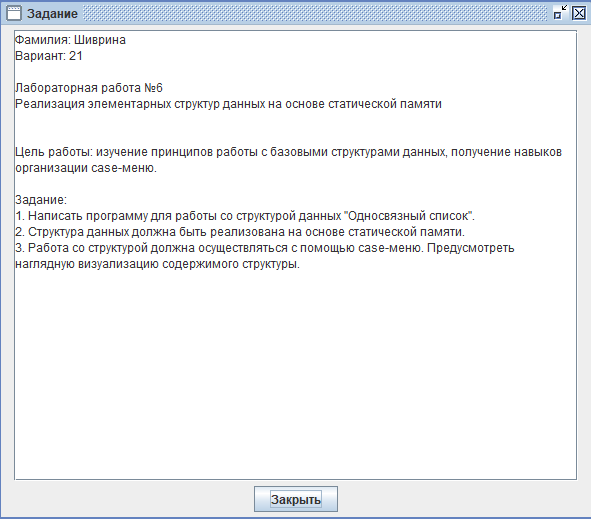 Задание
Фамилия: Шиврина
Вариант: 21
Лабораторная работа №6
Реализация элементарных структур данных на основе статической памяти
Цель работы: изучение принципов работы с базовыми структурами данных, получение навыков
организации case-меню.
Задание:
1. Написать программу для работы со структурой данных "Односвязный список".
2. Структура данных должна быть реализована на основе статической памяти.
3. Работа со структурой должна осуществляться с помощью case-меню. Предусмотреть
наглядную визуализацию содержимого структуры.
Закрыть